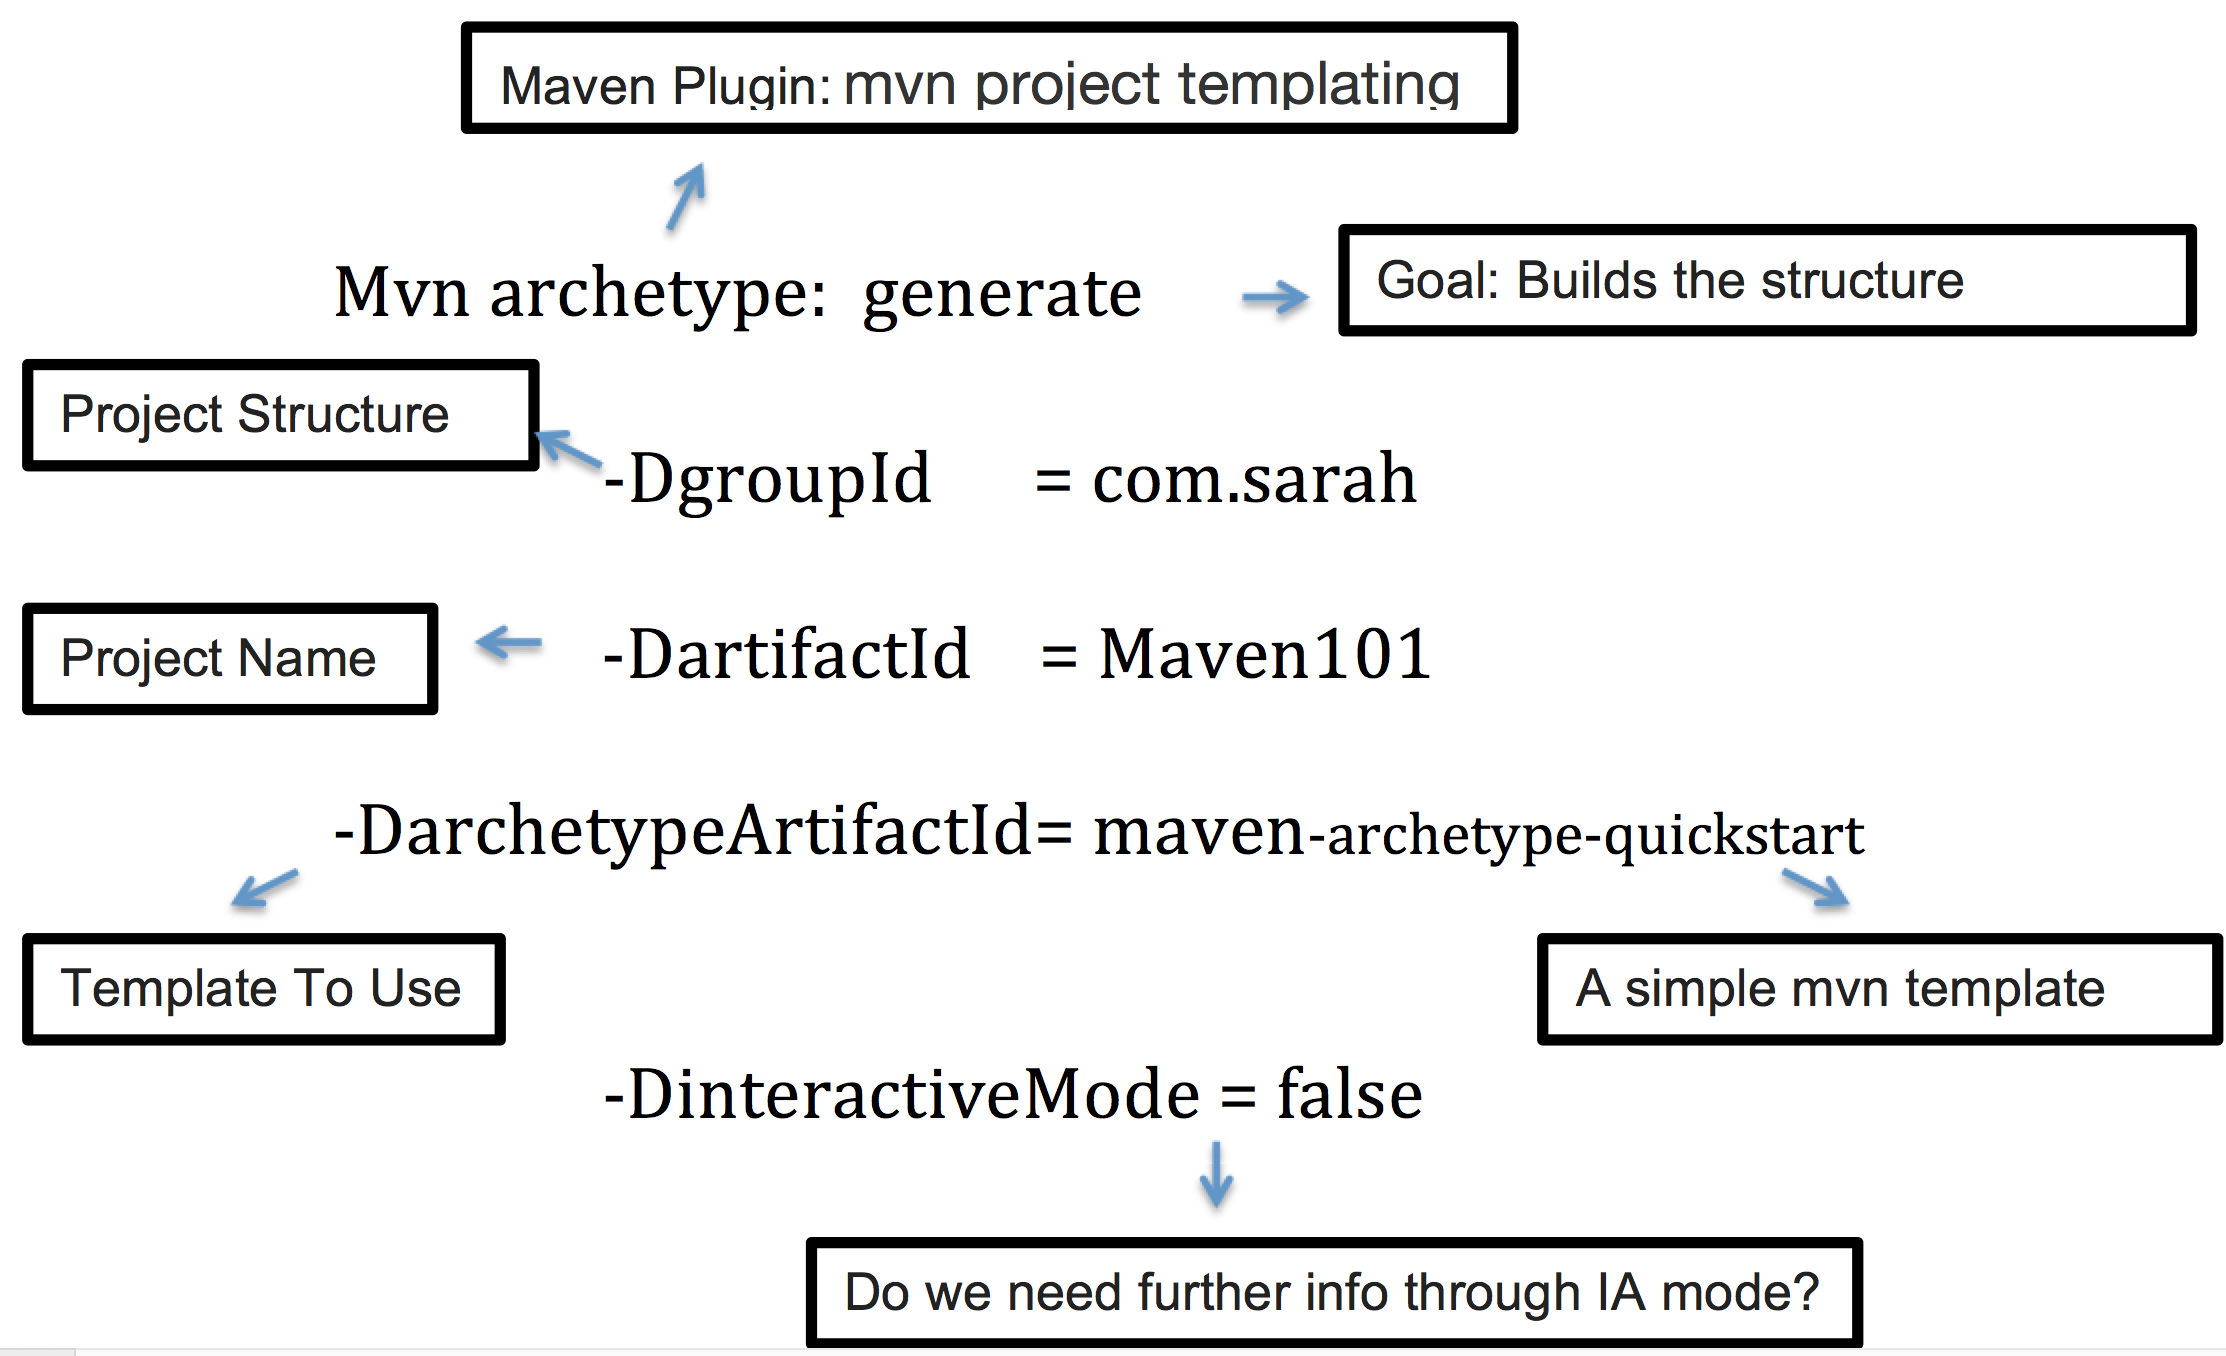 Maven Plugin: mvn project templating
Mvn archetype:  generate
Goal: Builds the structure
Project Structure
-DgroupId = com.sarah
Project Name
-DartifactId = Maven101
-DarchetypeArtifactId= maven-archetype-quickstart
Template To Use
A simple mvn template
-DinteractiveMode = false
Do we need further info through IA mode?